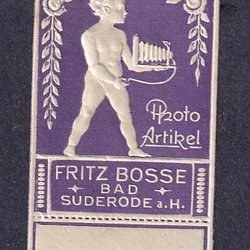 Photo
Artikel
FRITZ BOSSE
BAD
SUDERODE a.H.